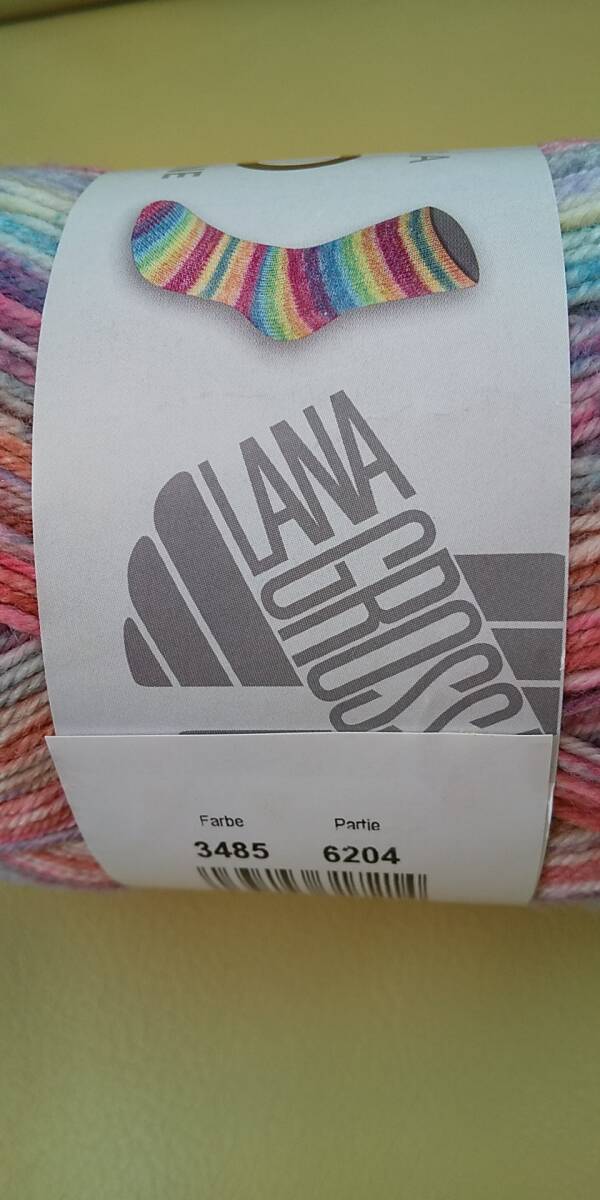 LANA
GROSSA
Farbe Partie
3485 6204